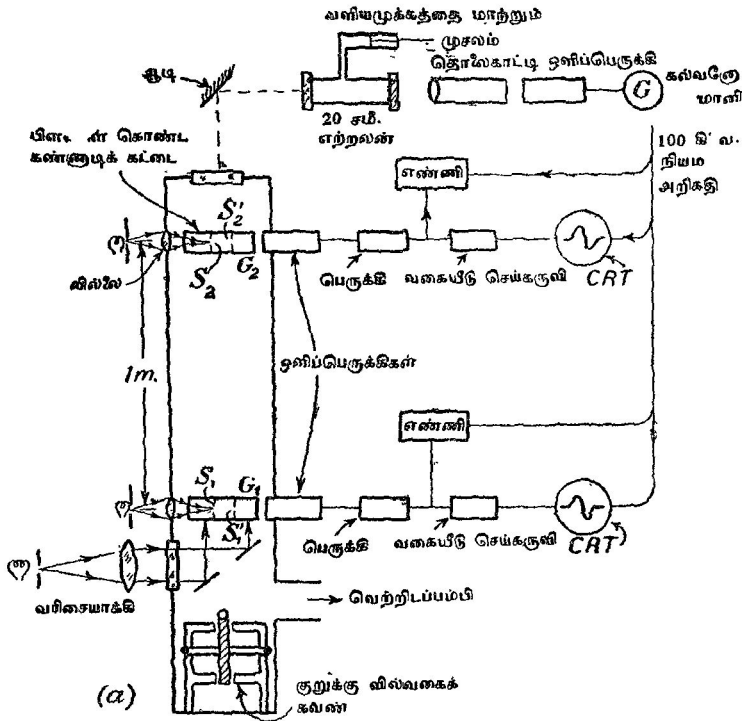 வளியமுக்கத்தை மாற்றும்
முசலம்
ஆடி
தொலைகாட்டி ஒளிப்பெருக்கி
G
கல்வனோ
மானி
20 சமீ.
எற்றலன்
கொண்ட
கண்ணாடிக் கட்டை
எண்ணி
100 கி வ.
நியம
அறிகதி
S'₂
S₂
G₂
வில்லை
பெருக்கி
வகையீடு செய்கருவி
CRT
1m.
ஒளிப்பெருக்கிகள்
எண்ணி
S₁
G₁
S'₁
பெருக்கி
வகையீடு செய்கருவி
CRT
வரிசையாக்கி
வெற்றிடப்பம்பி
(a)
குறுக்கு வில்வகைக்
கவண்